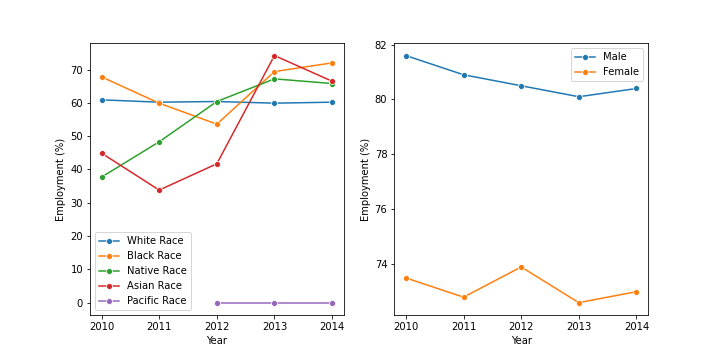 Employment (%)
70
60
50
40
30
20
10
0
White Race
Black Race
Native Race
Asian Race
Pacific Race
2010 2011 2012 2013 2014
Year
Employment (%)
82
80
78
76
74
Male
Female
2010 2011 2012 2013 2014
Year